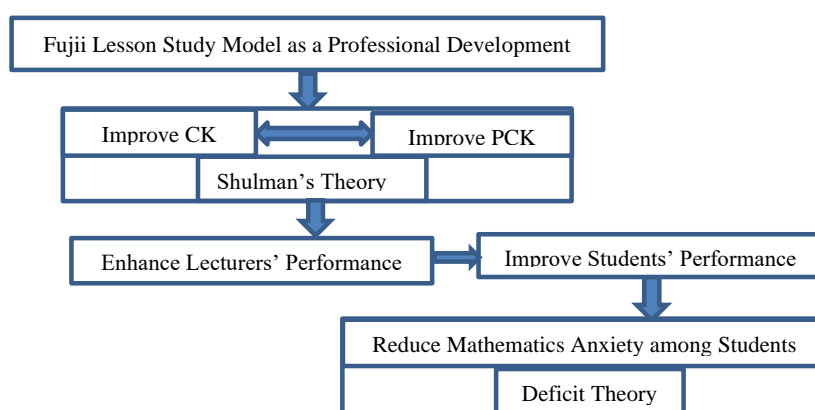 Fujii Lesson Study Model as a Professional Development
Improve CK
Improve PCK
Shulman’s Theory
Enhance Lecturers’ Performance
Improve Students’ Performance
Reduce Mathematics Anxiety among Students
Deficit Theory